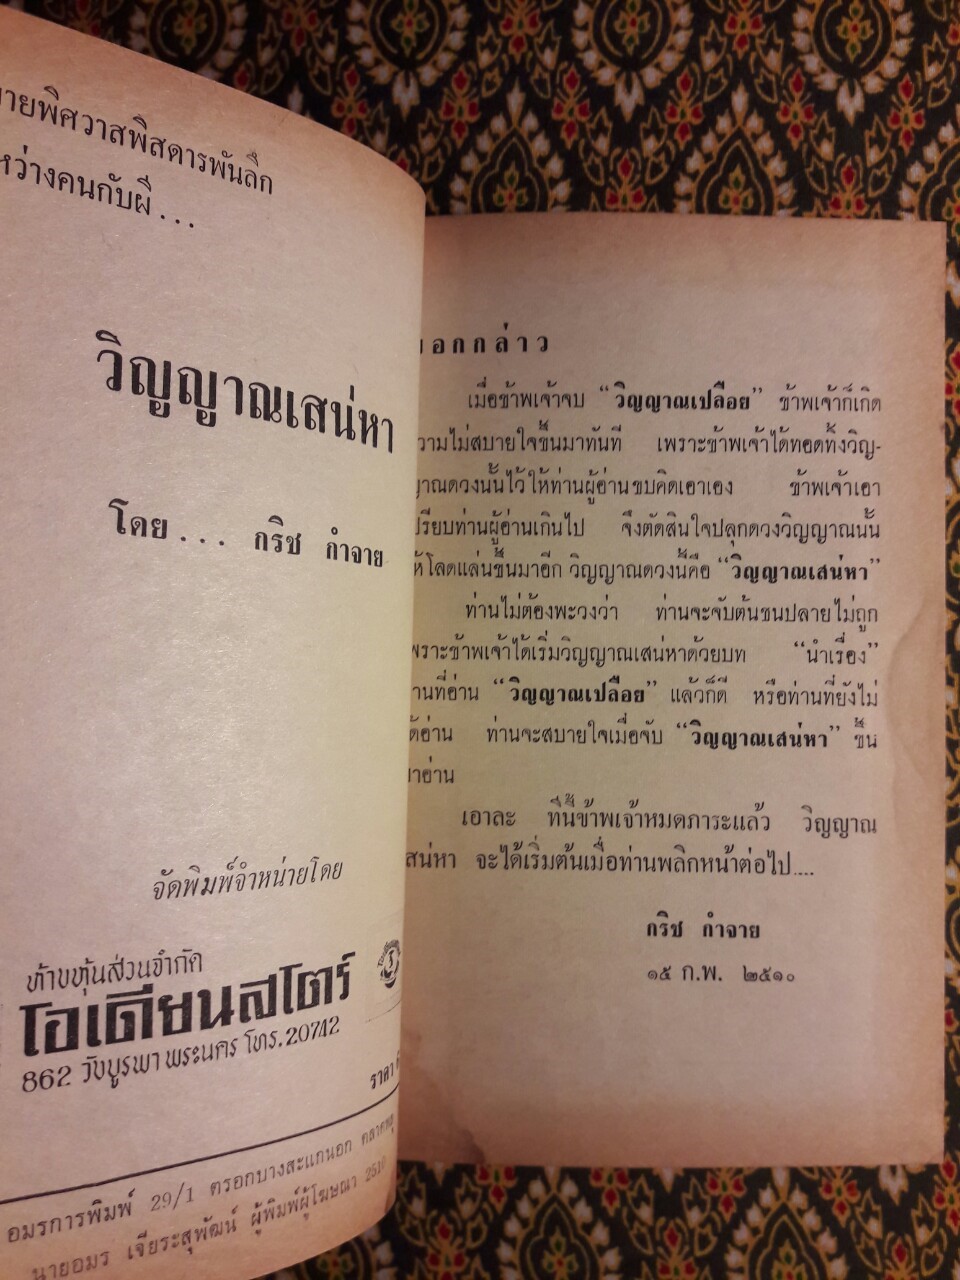 พิศวาสพิสดารพันลึก
หว่างคนกับผี...
วิญญาณเสน่หา
โดย... กริช กำจาย
จัดพิมพ์จำหน่ายโดย
ห้างหุ้นส่วนจำกัด
โอเดียนสโตร์
862 วังบูรพา พระนคร โทร. 20742
ราคา
อมรการพิมพ์ 29/1 ตรอกบางสะแกนอก ตลาดพลู
นายอมร เจียระสุพัฒน์ ผู้พิมพ์ผู้โฆษณา 2510
บอกกล่าว
เมื่อข้าพเจ้าจบ “วิญญาณเปลือย” ข้าพเจ้าก็เกิด
ความไม่สบายใจขึ้นมาทันที เพราะข้าพเจ้าได้ทอดทิ้งวิญ-
ญาณดวงนั้นไว้ให้ท่านผู้อ่านขบคิดเอาเอง ข้าพเจ้าเอา
เปรียบท่านผู้อ่านเกินไป จึงตัดสินใจปลุกดวงวิญญาณนั้น
ให้โลดแล่นขึ้นมาอีก วิญญาณดวงนี้คือ “วิญญาณเสน่หา”
ท่านไม่ต้องพะวงว่า ท่านจะจับต้นชนปลายไม่ถูก
เพราะข้าพเจ้าได้เริ่มวิญญาณเสน่หาด้วยบท “นำเรื่อง”
ท่านที่อ่าน “วิญญาณเปลือย” แล้วก็ดี หรือท่านที่ยังไม่
ได้อ่าน ท่านจะสบายใจเมื่อจับ “วิญญาณเสน่หา” ขึ้น
มาอ่าน
เอาละ ทีนี้ข้าพเจ้าหมดภาระแล้ว วิญญาณ
เสน่หา จะได้เริ่มต้นเมื่อท่านพลิกหน้าต่อไป....
กริช กำจาย
๑๕ ก.พ. ๒๕๑๐